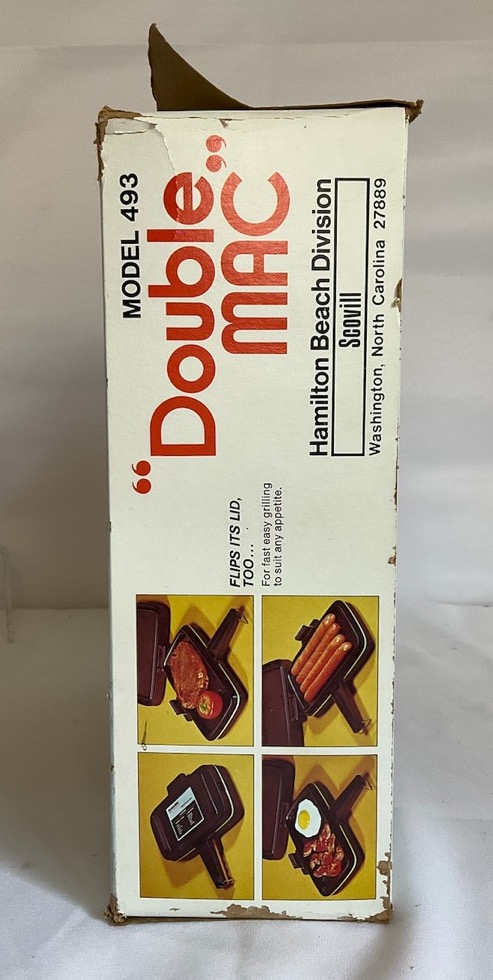 MODEL 493
"Double"
MAC
Hamilton Beach Division
Scovill
Washington, North Carolina 27889
FLIPS ITS LID,
TOO...
For fast easy grilling
to suit any appetite.